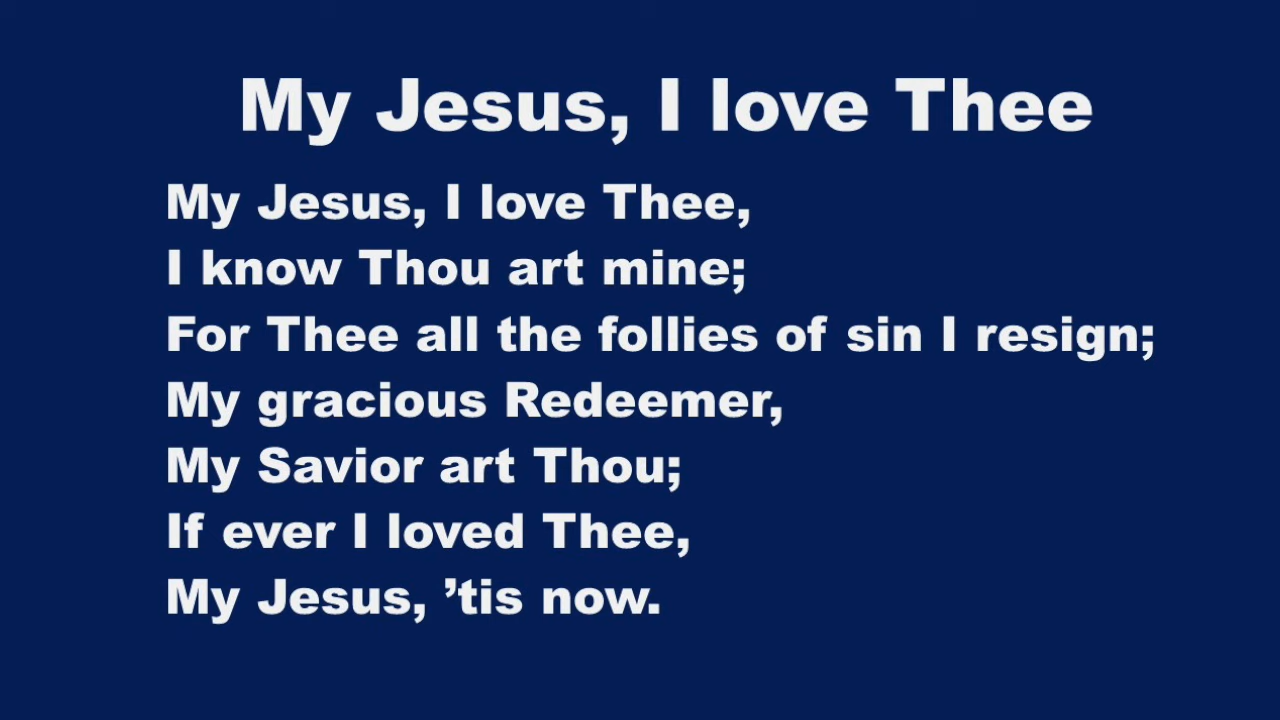 My Jesus, I love Thee
My Jesus, I love Thee,
I know Thou art mine;
For Thee all the follies of sin I resign;
My gracious Redeemer,
My Savior art Thou;
If ever I loved Thee,
My Jesus, ’tis now.